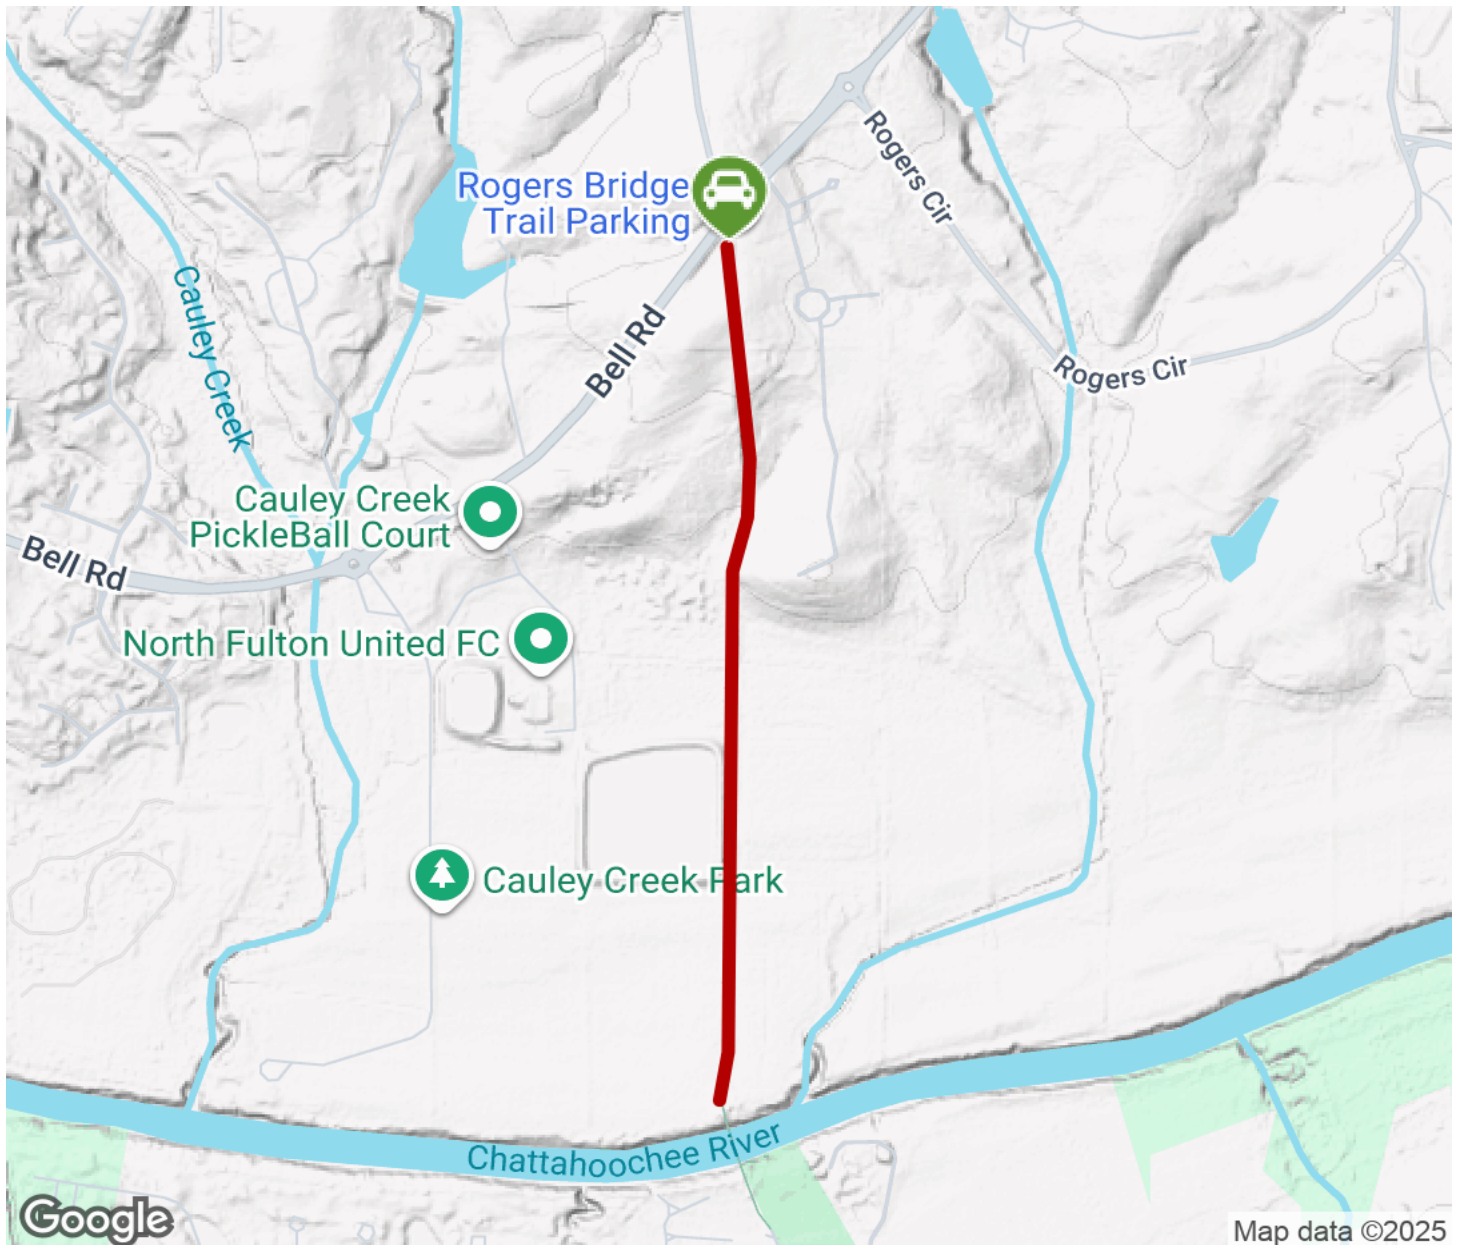 Rogers Bridge
Trail Parking
Rogers Cir
Cauley Creek
Bell Rd
Rogers Cir
Cauley Creek
PickleBall Court
Bell Rd
North Fulton United FC
Cauley Creek Park
Chattahoochee River
Google
Map data ©2025